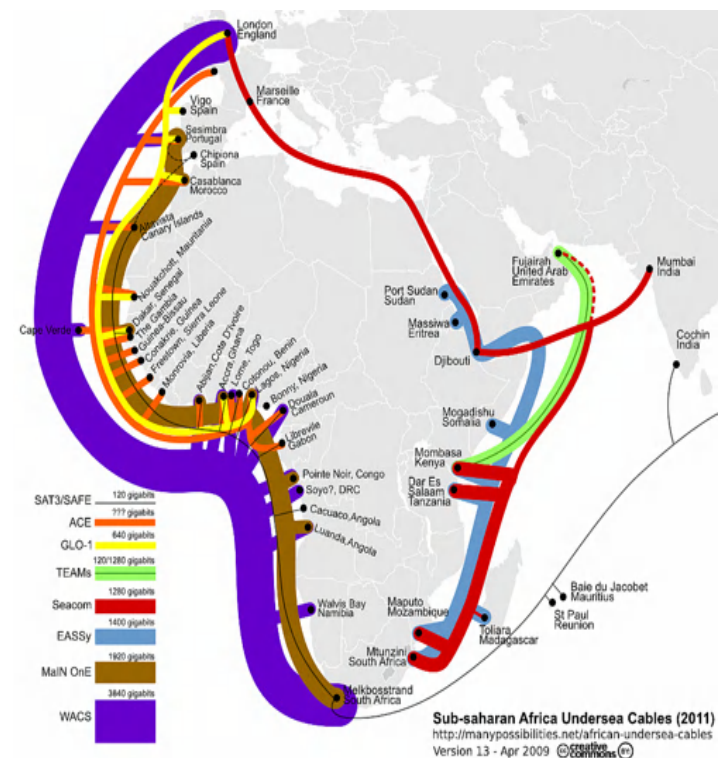 London
England
Marseille
France
Vigo
Spain
Sesimbra
Portugal
Chipiona
Spain
Casablanca
Morocco
Altavista
Canary Islands
Nouakchott, Mauritania
Dakar, Senegal
The Gambia
Guinea-Bissau
Conakrie, Guinea
Freetown, Sierra Leone
Monrovia, Liberia
Cape Verde
Abijan, Cote D'Ivoire
Accra, Ghana
Lome, Togo
Cotonou, Benin
Lagos, Nigeria
Bonny, Nigeria
Douala
Cameroun
Libreville
Gabon
Pointe Noir, Congo
Soyo?, DRC
Cacuaco,Angola
Luanda,Angola
Walvis Bay
Namibia
Melkbosstrand
South Africa
Port Sudan
Sudan
Massiwa
Eritrea
Djibouti
Fujairah
United Arab
Emirates
Mumbai
India
Cochin
India
Mogadishu
Somalia
Mombasa
Kenya
Dar Es
Salaam
Tanzania
Maputo
Mozambique
Mtunzini
South Africa
Toliara
Madagascar
Baie du Jacobet
Mauritius
St Paul
Reunion
120 gigabits
SAT3/SAFE
??? gigabits
ACE
640 gigabits
GLO-1
120/1280 gigabits
TEAMs
1280 gigabits
Seacom
1400 gigabits
EASSy
1920 gigabits
MaIN OnE
3840 gigabits
WACS
Sub-saharan Africa Undersea Cables (2011)
http://manypossibilities.net/african-undersea-cables
Version 13 - Apr 2009 cc creative commons BY